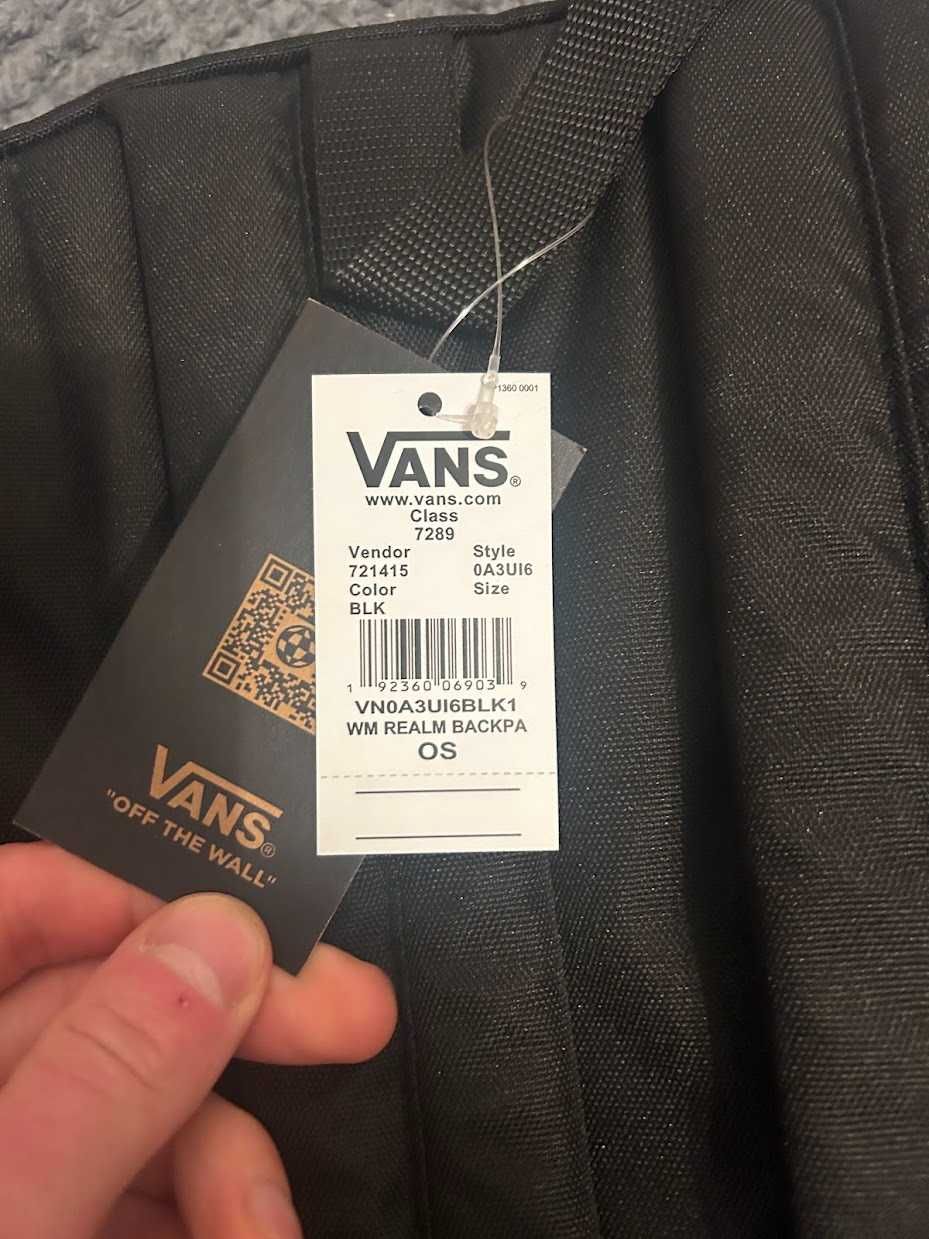 1360 0001
VANS®
www.vans.com
Class
7289
Vendor Style
721415 0A3UI6
Color Size
BLK
1 92360 06903 9
VN0A3UI6BLK1
WM REALM BACKPA
OS
VANS®
"OFF THE WALL"